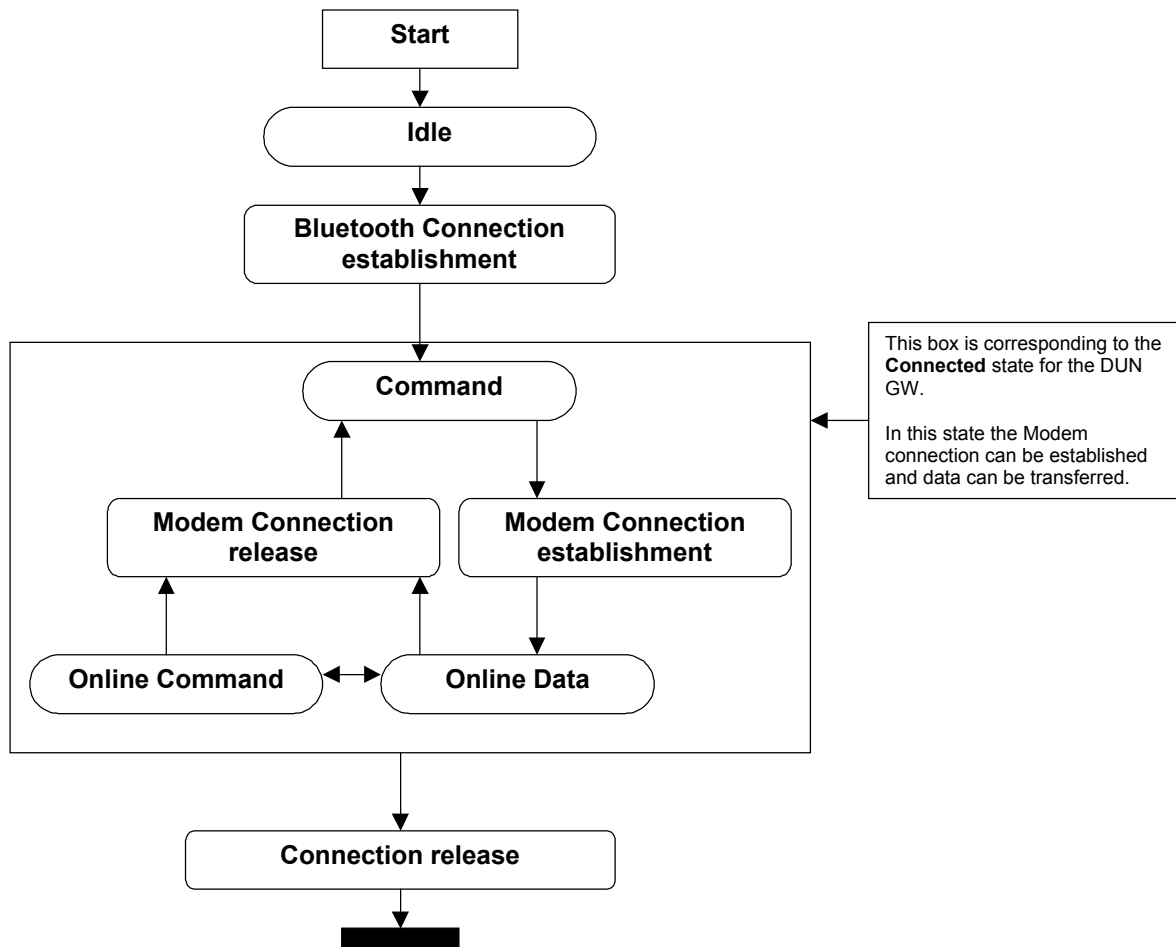 Start
Idle
Bluetooth Connection
establishment
This box is corresponding to the
Connected state for the DUN
GW.
In this state the Modem
connection can be established
and data can be transferred.
Command
Modem Connection
release
Modem Connection
establishment
Online Command
Online Data
Connection release